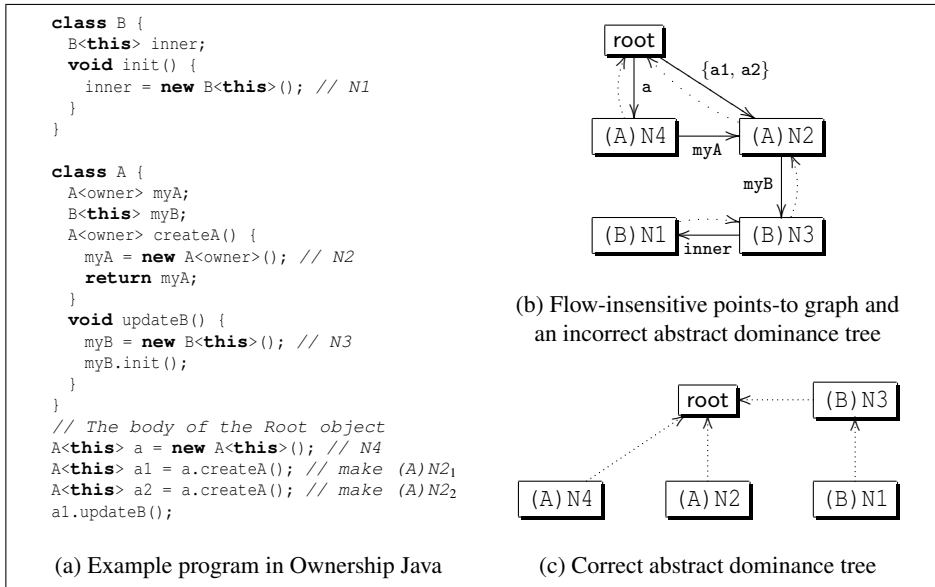 class B {
B<this> inner;
void init() {
inner = new B<this>(); // N1
}
}
class A {
A<owner> myA;
B<this> myB;
A<owner> createA() {
myA = new A<owner>(); // N2
return myA;
}
void updateB() {
myB = new B<this>(); // N3
myB.init();
}
}
// The body of the Root object
A<this> a = new A<this>(); // N4
A<this> a1 = a.createA(); // make (A)N2₁
A<this> a2 = a.createA(); // make (A)N2₂
a1.updateB();
(a) Example program in Ownership Java
root
{a1, a2}
a
(A)N4
myA
(A)N2
myB
(B)N1
inner
(B)N3
(b) Flow-insensitive points-to graph and
an incorrect abstract dominance tree
root
(B)N3
(A)N4
(A)N2
(B)N1
(c) Correct abstract dominance tree